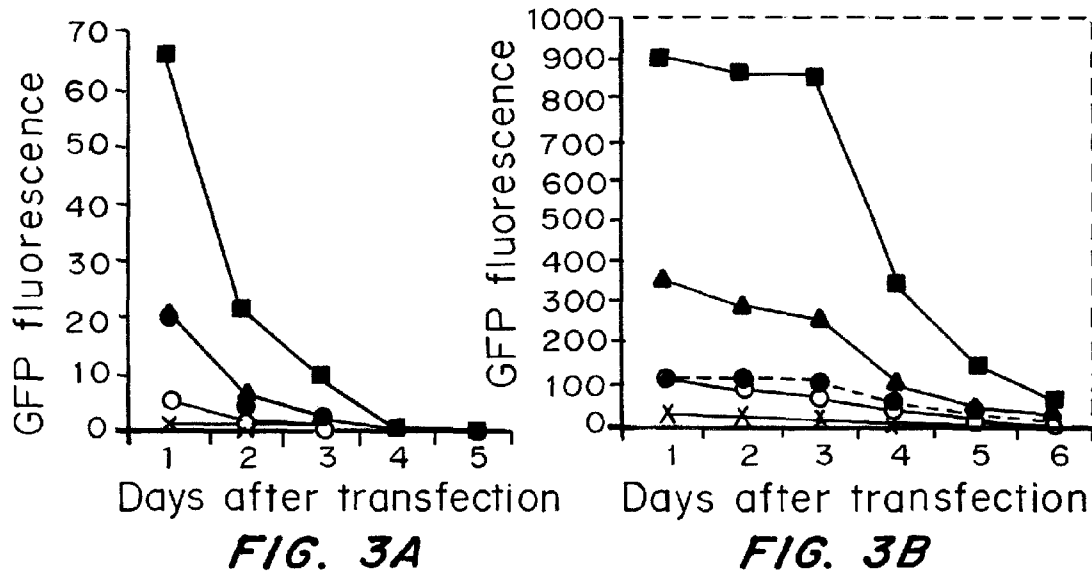 GFP fluorescence
70
60
50
40
30
20
10
0
1 2 3 4 5
Days after transfection
FIG. 3A
GFP fluorescence
1000
900
800
700
600
500
400
300
200
100
0
1 2 3 4 5 6
Days after transfection
FIG. 3B